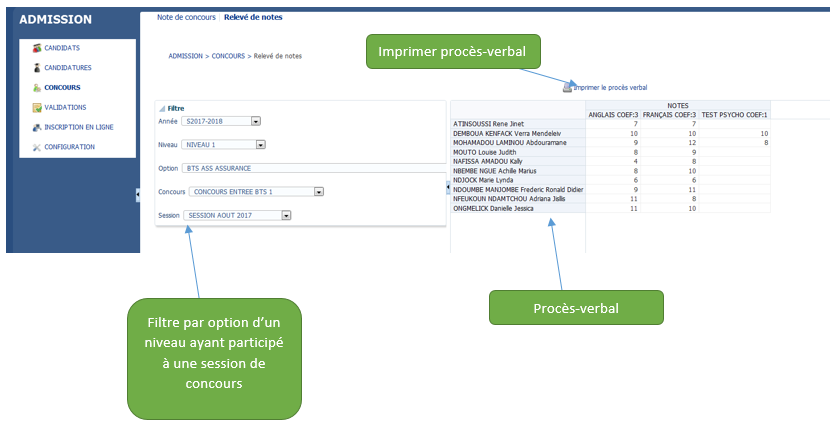 ADMISSION
Note de concours | Relevé de notes
CANDIDATS
CANDIDATURES
CONCOURS
VALIDATIONS
INSCRIPTION EN LIGNE
CONFIGURATION
ADMISSION > CONCOURS > Relevé de notes
Imprimer procès-verbal
Imprimer le procès verbal
Filtre
Année S2017-2018
Niveau NIVEAU 1
Option BTS ASS ASSURANCE
Concours CONCOURS ENTREE BTS 1
Session SESSION AOUT 2017
NOTES
ANGLAIS COEF:3 FRANÇAIS COEF:3 TEST PSYCHO COEF:1
ATINSOUSSI Rene Jinet 7 7
DEMBOUA KENFACK Verra Mendeleiv 10 10 10
MOHAMADOU LAMINOU Abdouramane 9 12 8
MOUTO Louise Judith 8 9
NAFISSA AMADOU Kally 4 8
NBEMBE NGUE Achille Marius 8 10
NDJOCK Marie Lynda 6 6
NDOUMBE MANJOMBE Frederic Ronald Didier 9 11
NFEUKOUN NDAMTCHOU Adriana 11 8
ONGMELICK Danielle Jessica 11 10
Filtre par option d’un
niveau ayant participé
à une session de
concours
Procès-verbal